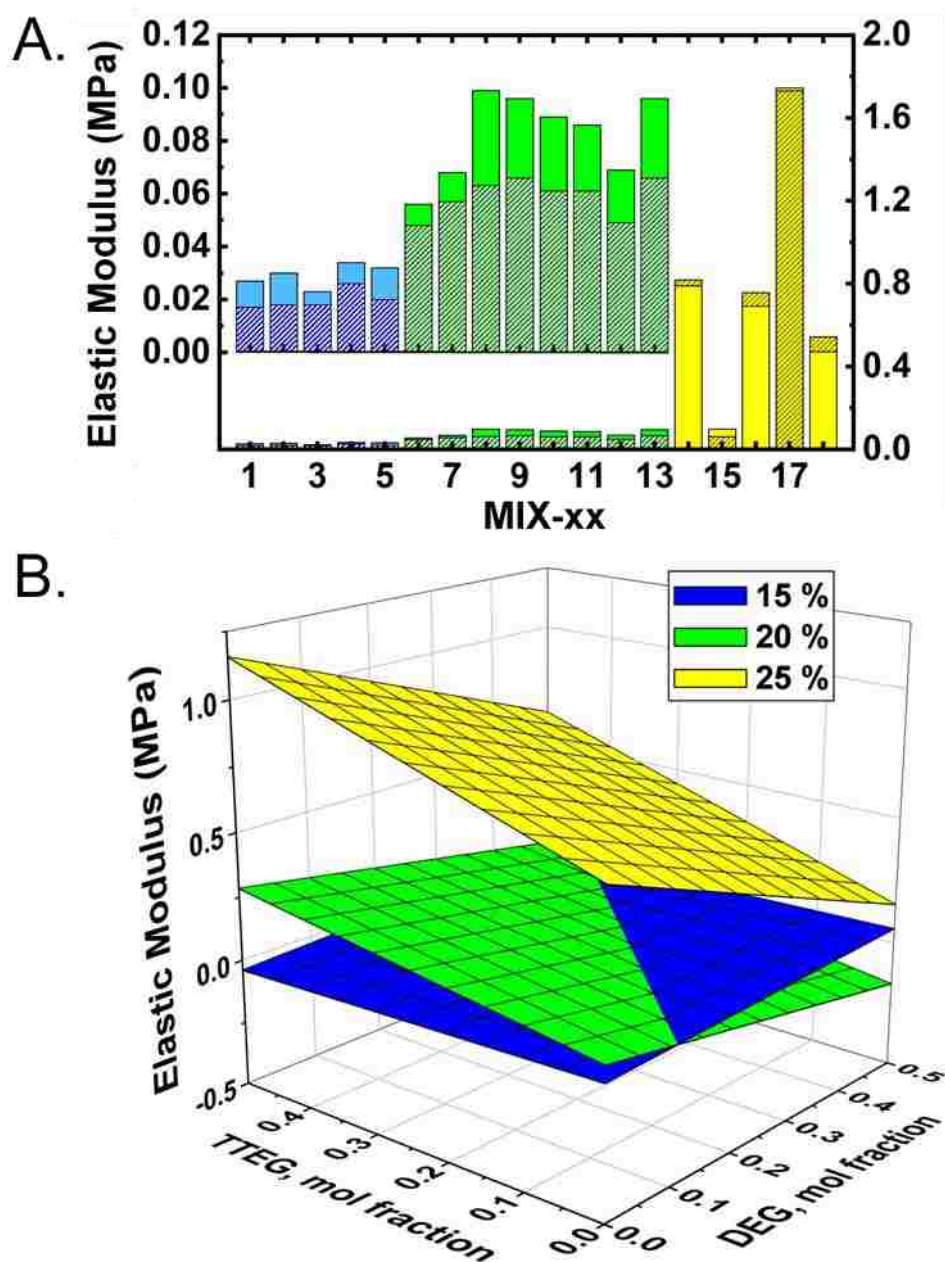 A.
Elastic Modulus (MPa)
0.12
0.10
0.08
0.06
0.04
0.02
0.00
2.0
1.6
1.2
0.8
0.4
0.0
1 3 5 7 9 11 13 15 17
MIX-xx
B.
15 %
20 %
25 %
Elastic Modulus (MPa)
1.0
0.5
0.0
-0.5
0.4 0.3 0.2 0.1 0.0
TTEG, mol fraction
0.0 0.1 0.2 0.3 0.4 0.5
DEG, mol fraction